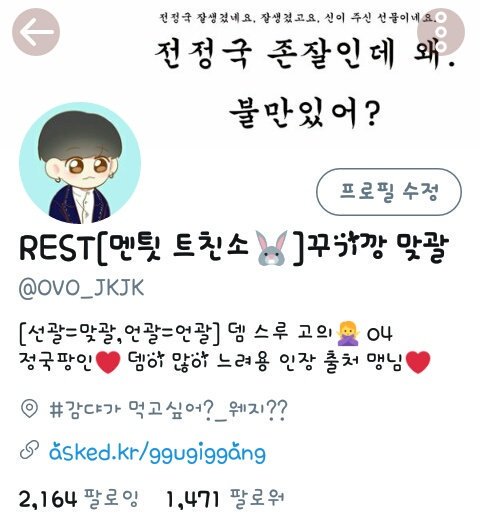 전정국 잘생겼네요, 잘생겼고요, 신이 주신 선물이네요.
전정국 존잘인데 왜.
불만있어?
프로필 수정
REST[멘틧 트친소🐰]꾸위깡 맞괄
@OVO_JKJK
[선괄=맞괄,언괄=언괄] 뎀 스루 고의🙅 04
정국팡인❤ 뎀이 많이 느려용 인장 출처 맹님❤
#감댜가 먹고싶어?_웨지??
asked.kr/ggugiggang
2,164 팔로잉 1,471 팔로워